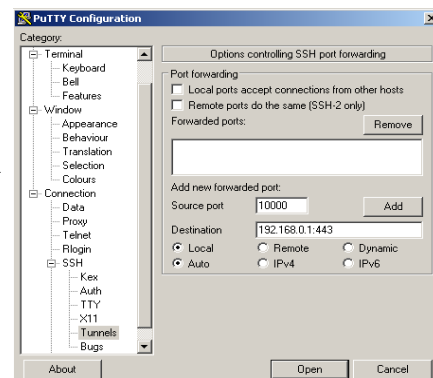 PuTTY Configuration
Category:
Terminal
Keyboard
Bell
Features
Window
Appearance
Behaviour
Translation
Selection
Colours
Connection
Data
Proxy
Telnet
Rlogin
SSH
Kex
Auth
TTY
X11
Tunnels
Bugs
Options controlling SSH port forwarding
Port forwarding
Local ports accept connections from other hosts
Remote ports do the same (SSH-2 only)
Forwarded ports:
Remove
Add new forwarded port:
Source port 10000 Add
Destination 192.168.0.1:443
Local Remote Dynamic
Auto IPv4 IPv6
About Open Cancel